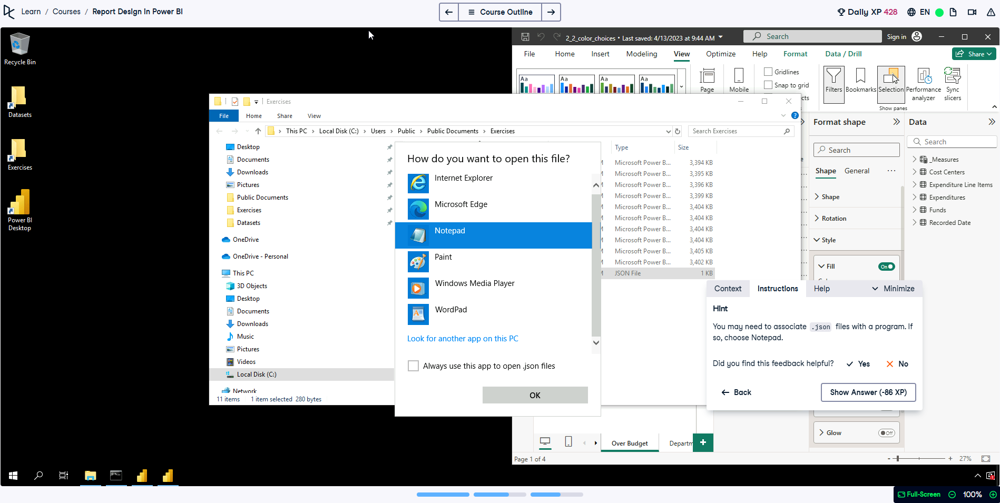 Learn / Courses / Report Design in Power BI
Course Outline
Daily XP 428
EN
Recycle Bin
Datasets
Exercises
Power BI
Desktop
2_2_color_choices • Last saved: 4/13/2023 at 9:44 AM
Search
Sign in
File
Home
Insert
Modeling
View
Optimize
Help
Format
Data / Drill
Share
Aa
Aa
Aa
Aa
Page
Mobile
Gridlines
Snap to grid
Filters
Bookmarks
Selection
Performance
analyzer
Sync
slicers
Show panes
Exercises
File
Home
Share
View
This PC
Local Disk (C:)
Users
Public
Public Documents
Exercises
Search Exercises
Desktop
Documents
Downloads
Pictures
Public Documents
Exercises
Datasets
OneDrive
OneDrive - Personal
This PC
3D Objects
Desktop
Documents
Downloads
Music
Pictures
Videos
Local Disk (C:)
Network
11 items
1 item selected 280 bytes
Type
Size
Microsoft Power B... 3,394 KB
Microsoft Power B... 3,395 KB
Microsoft Power B... 3,396 KB
Microsoft Power B... 3,399 KB
Microsoft Power B... 3,404 KB
Microsoft Power B... 3,404 KB
Microsoft Power B... 3,404 KB
Microsoft Power B... 3,404 KB
Microsoft Power B... 3,405 KB
Microsoft Power B... 3,402 KB
JSON File 1 KB
How do you want to open this file?
Internet Explorer
Microsoft Edge
Notepad
Paint
Windows Media Player
WordPad
Look for another app on this PC
Always use this app to open .json files
OK
Format shape
Search
Shape
General
Shape
Rotation
Style
Fill
On
Glow
Off
Data
Search
_Measures
Cost Centers
Expenditure Line Items
Expenditures
Funds
Recorded Date
Context
Instructions
Help
Minimize
Hint
You may need to associate .json files with a program. If
so, choose Notepad.
Did you find this feedback helpful?
Yes
No
Back
Show Answer (-86 XP)
Over Budget
Departm
Page 1 of 4
- + 27%
Full-Screen
100%